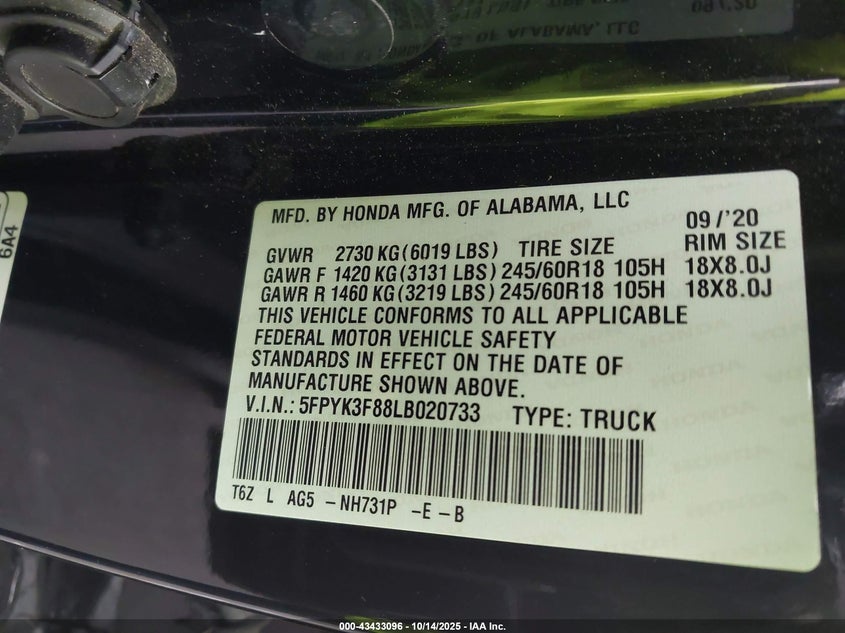 MFD. BY HONDA MFG. OF ALABAMA, LLC
09/'20
GVWR 2730 KG (6019 LBS) TIRE SIZE RIM SIZE
GAWR F 1420 KG (3131 LBS) 245/60R18 105H 18X8.0J
GAWR R 1460 KG (3219 LBS) 245/60R18 105H 18X8.0J
THIS VEHICLE CONFORMS TO ALL APPLICABLE
FEDERAL MOTOR VEHICLE SAFETY
STANDARDS IN EFFECT ON THE DATE OF
MANUFACTURE SHOWN ABOVE.
V.I.N.: 5FPYK3F88LB020733 TYPE: TRUCK
T6Z L AG5 -NH731P -E -B
6A4
000-43433096 - 10/14/2025 - IAA Inc.